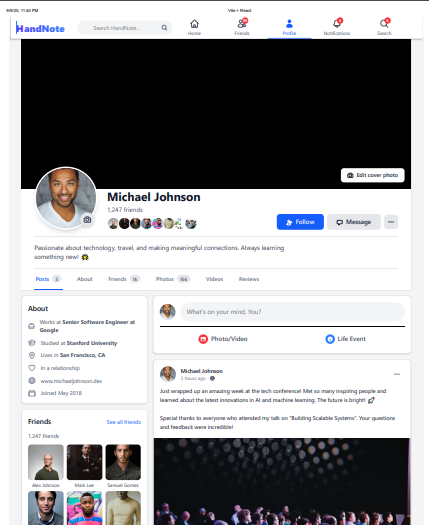 9/9/25, 11:40 PM
Vite + React
HandNote
Search HandNote
Home
Friends
Profile
Notifications
Search
Edit cover photo
Michael Johnson
1,247 friends
Follow
Message
Passionate about technology, travel, and making meaningful connections. Always learning
something new!
Posts 3
About
Friends
Photos 156
Videos
Reviews
About
Works at Senior Software Engineer at
Google
Studied at Stanford University
Lives in San Francisco, CA
In a relationship
www.michaeljohnson.dev
Joined May 2018
Friends
See all friends
1,247 friends
Alex Johnson
Mark Lee
Samuel Gomez
What's on your mind, You?
Photo/Video
Life Event
Michael Johnson
3 hours ago
Just wrapped up an amazing week at the tech conference! Met so many inspiring people and
learned about the latest innovations in AI and machine learning. The future is bright!
Special thanks to everyone who attended my talk on "Building Scalable Systems". Your questions
and feedback were incredible!